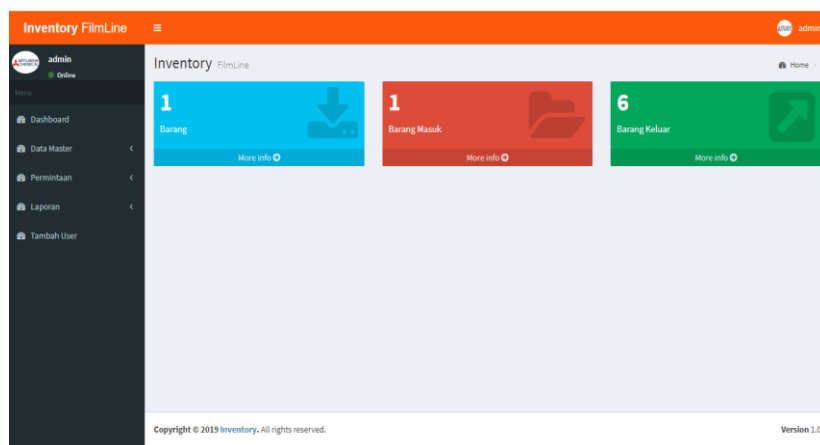 Inventory FilmLine
admin
admin
Online
Menu
Dashboard
Data Master
Permintaan
Laporan
Tambah User
Inventory FilmLine
Home
1
Barang
More info
1
Barang Masuk
More info
6
Barang Keluar
More info
Copyright © 2019 Inventory. All rights reserved.
Version 1.0